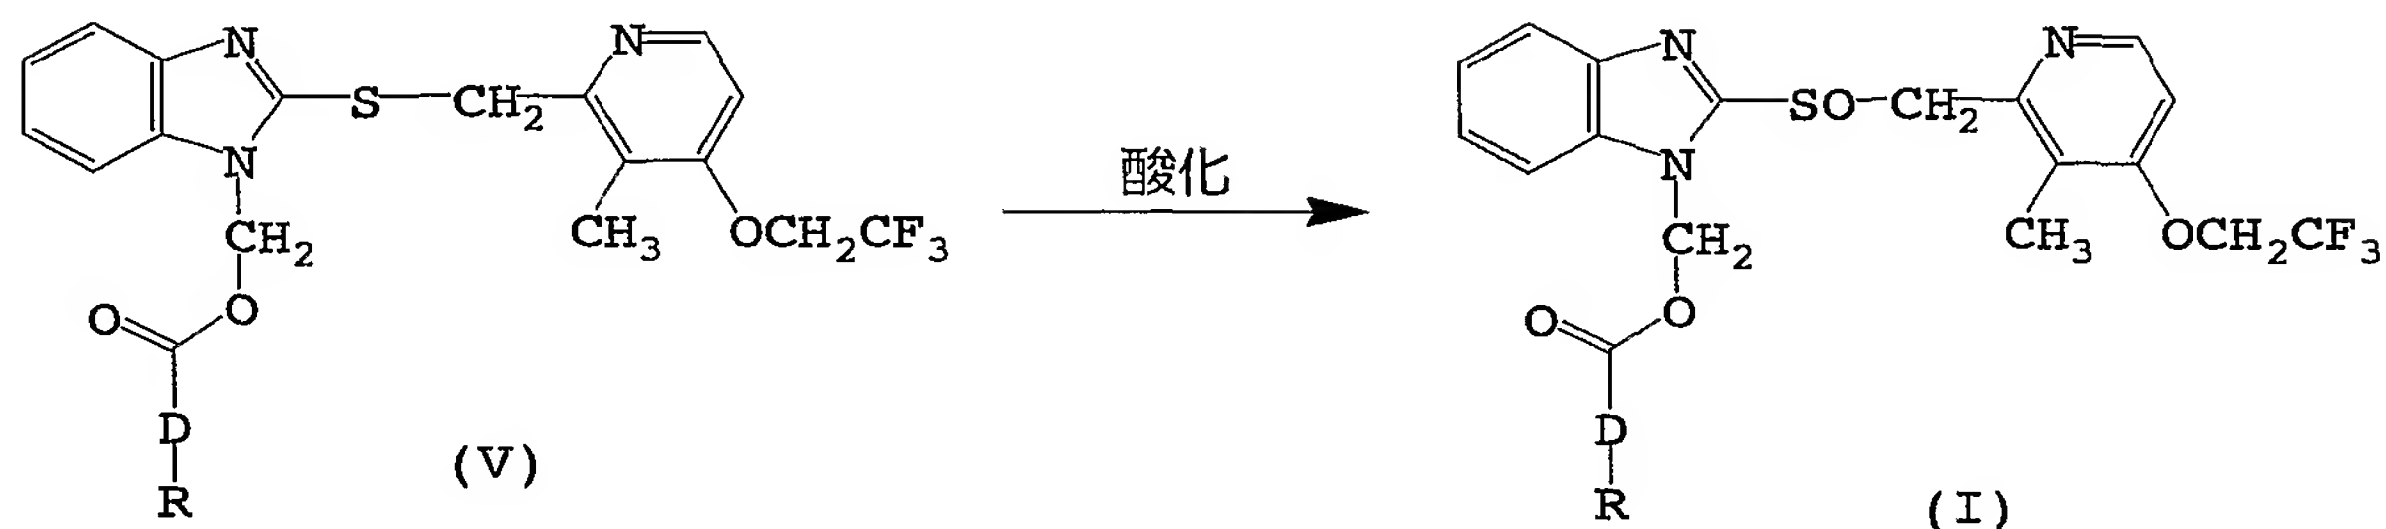 N
N
S
CH2
N
CH3
OCH2CF3
CH2
O
O
D
R
(V)
酸化
N
N
SO
CH2
N
CH3
OCH2CF3
CH2
O
O
D
R
(I)